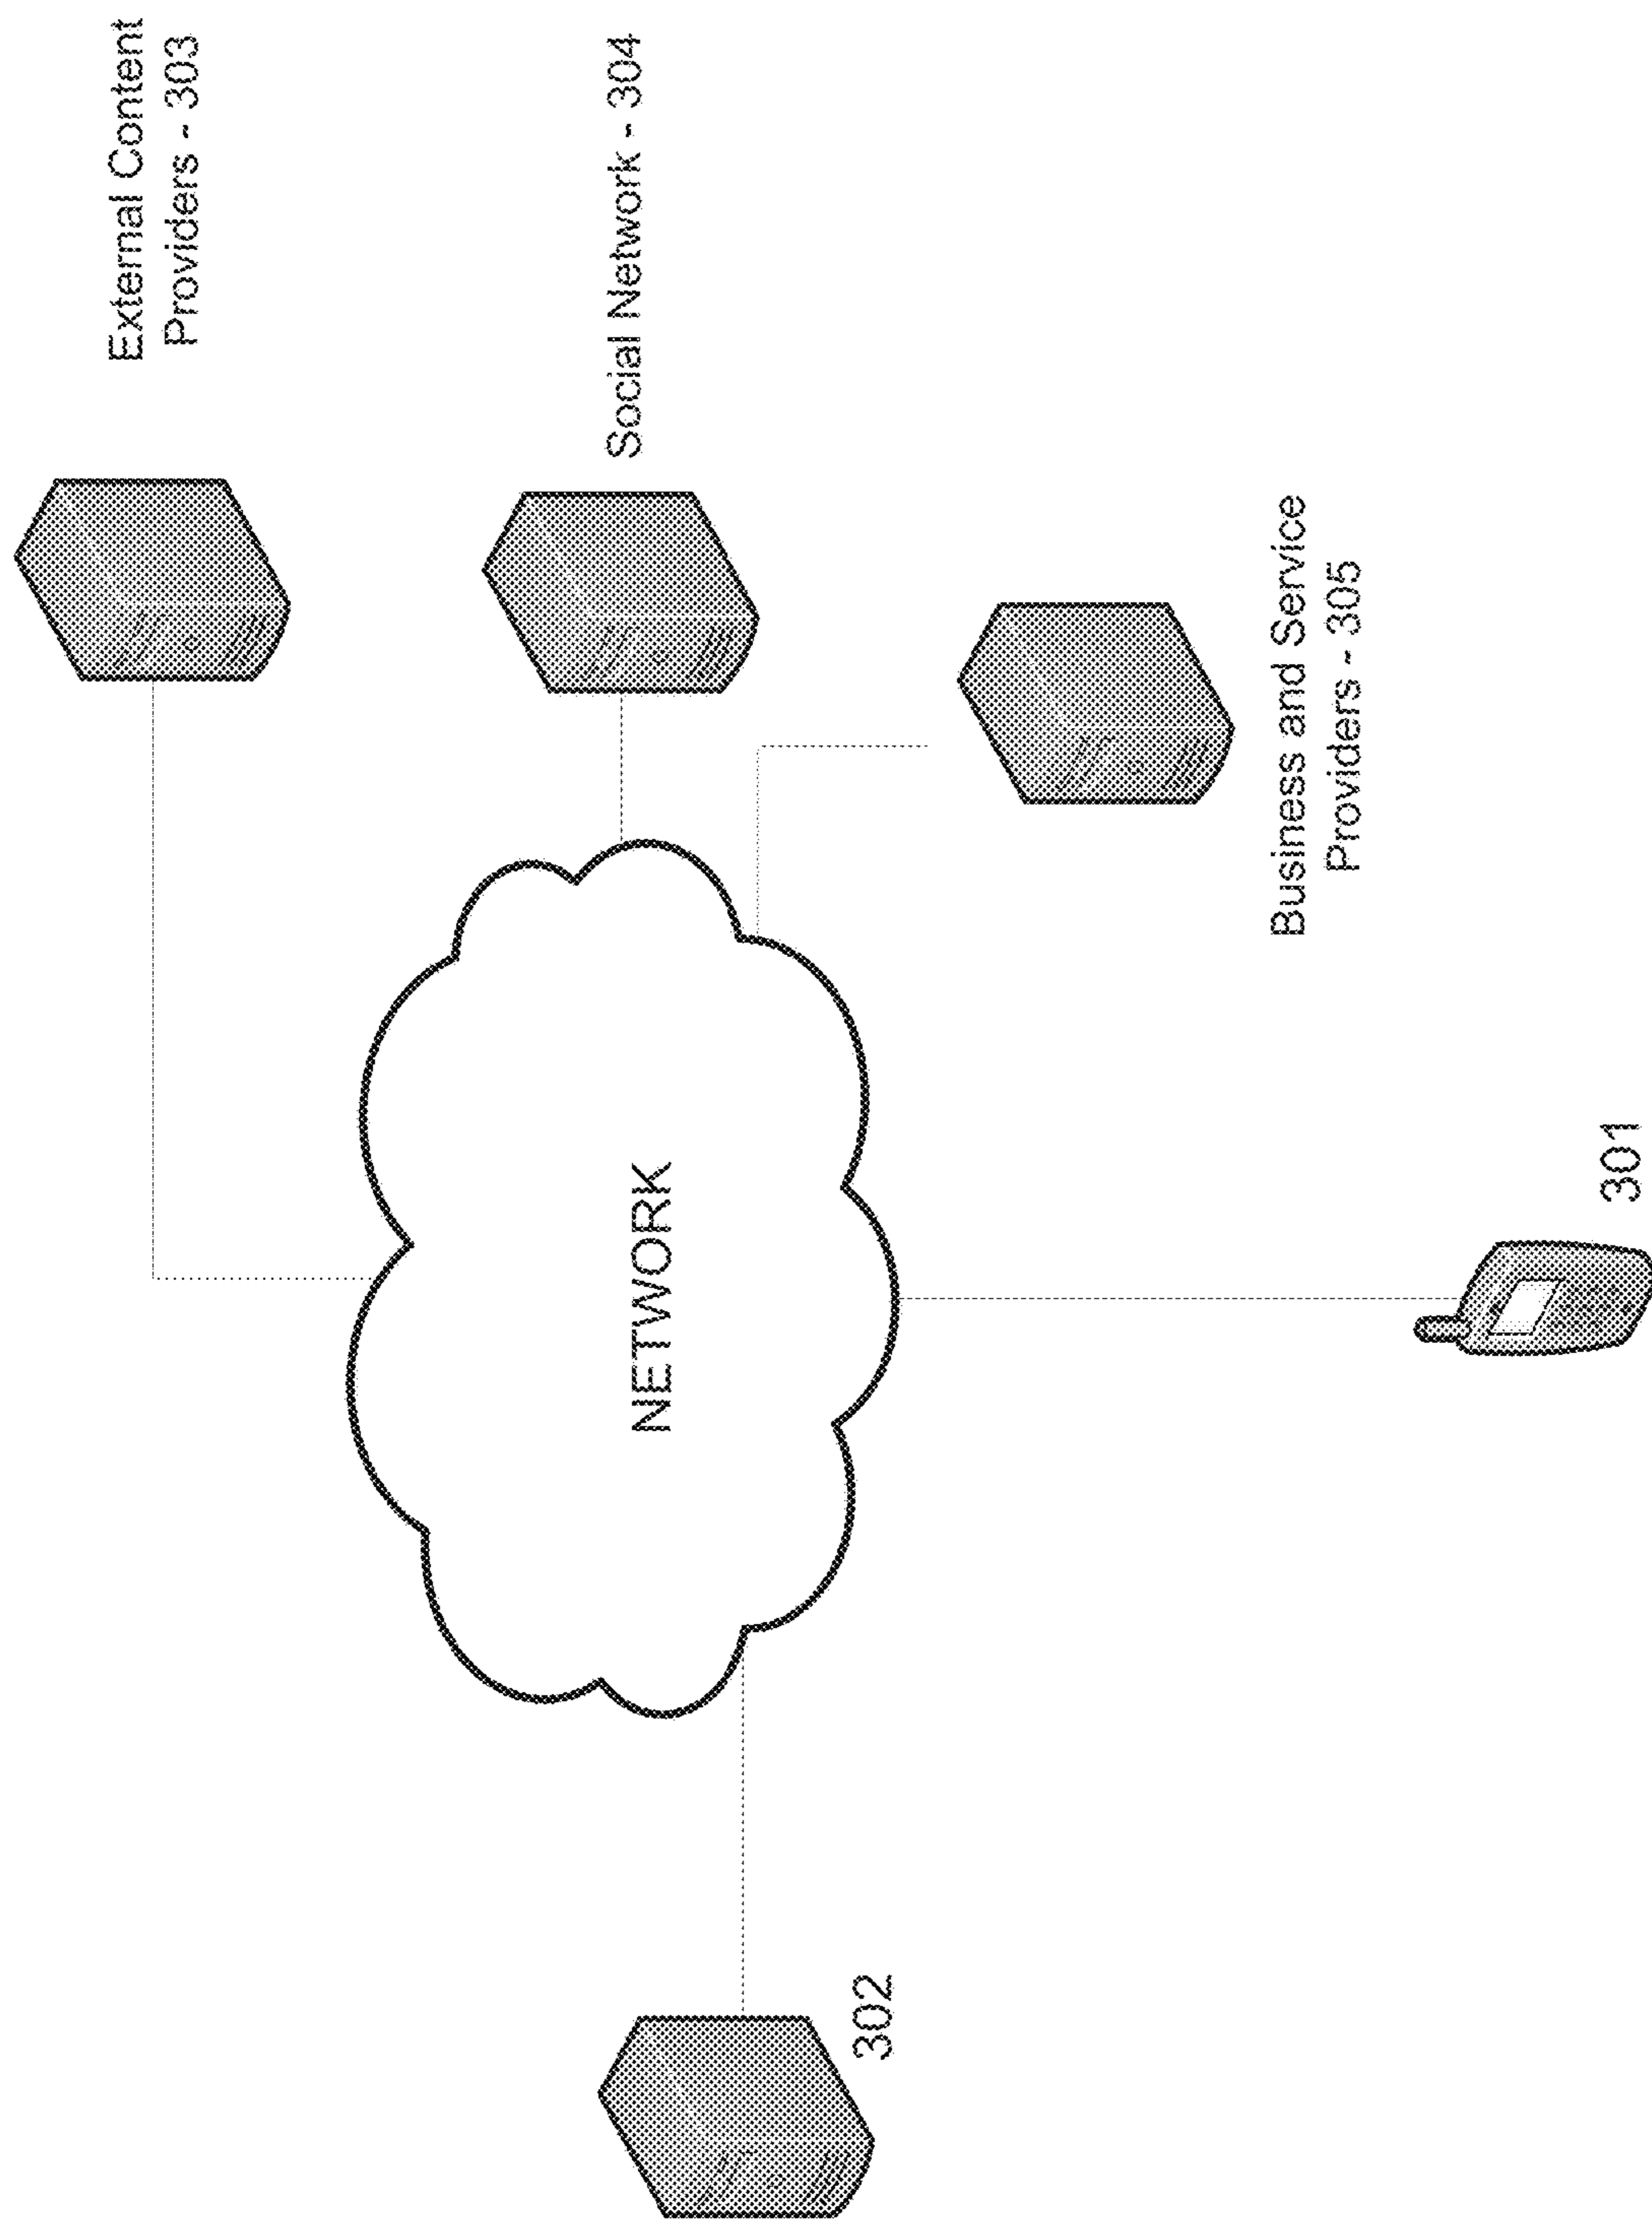 External Content
Providers - 303
Social Network - 304
Business and Service
Providers - 305
NETWORK
301
302